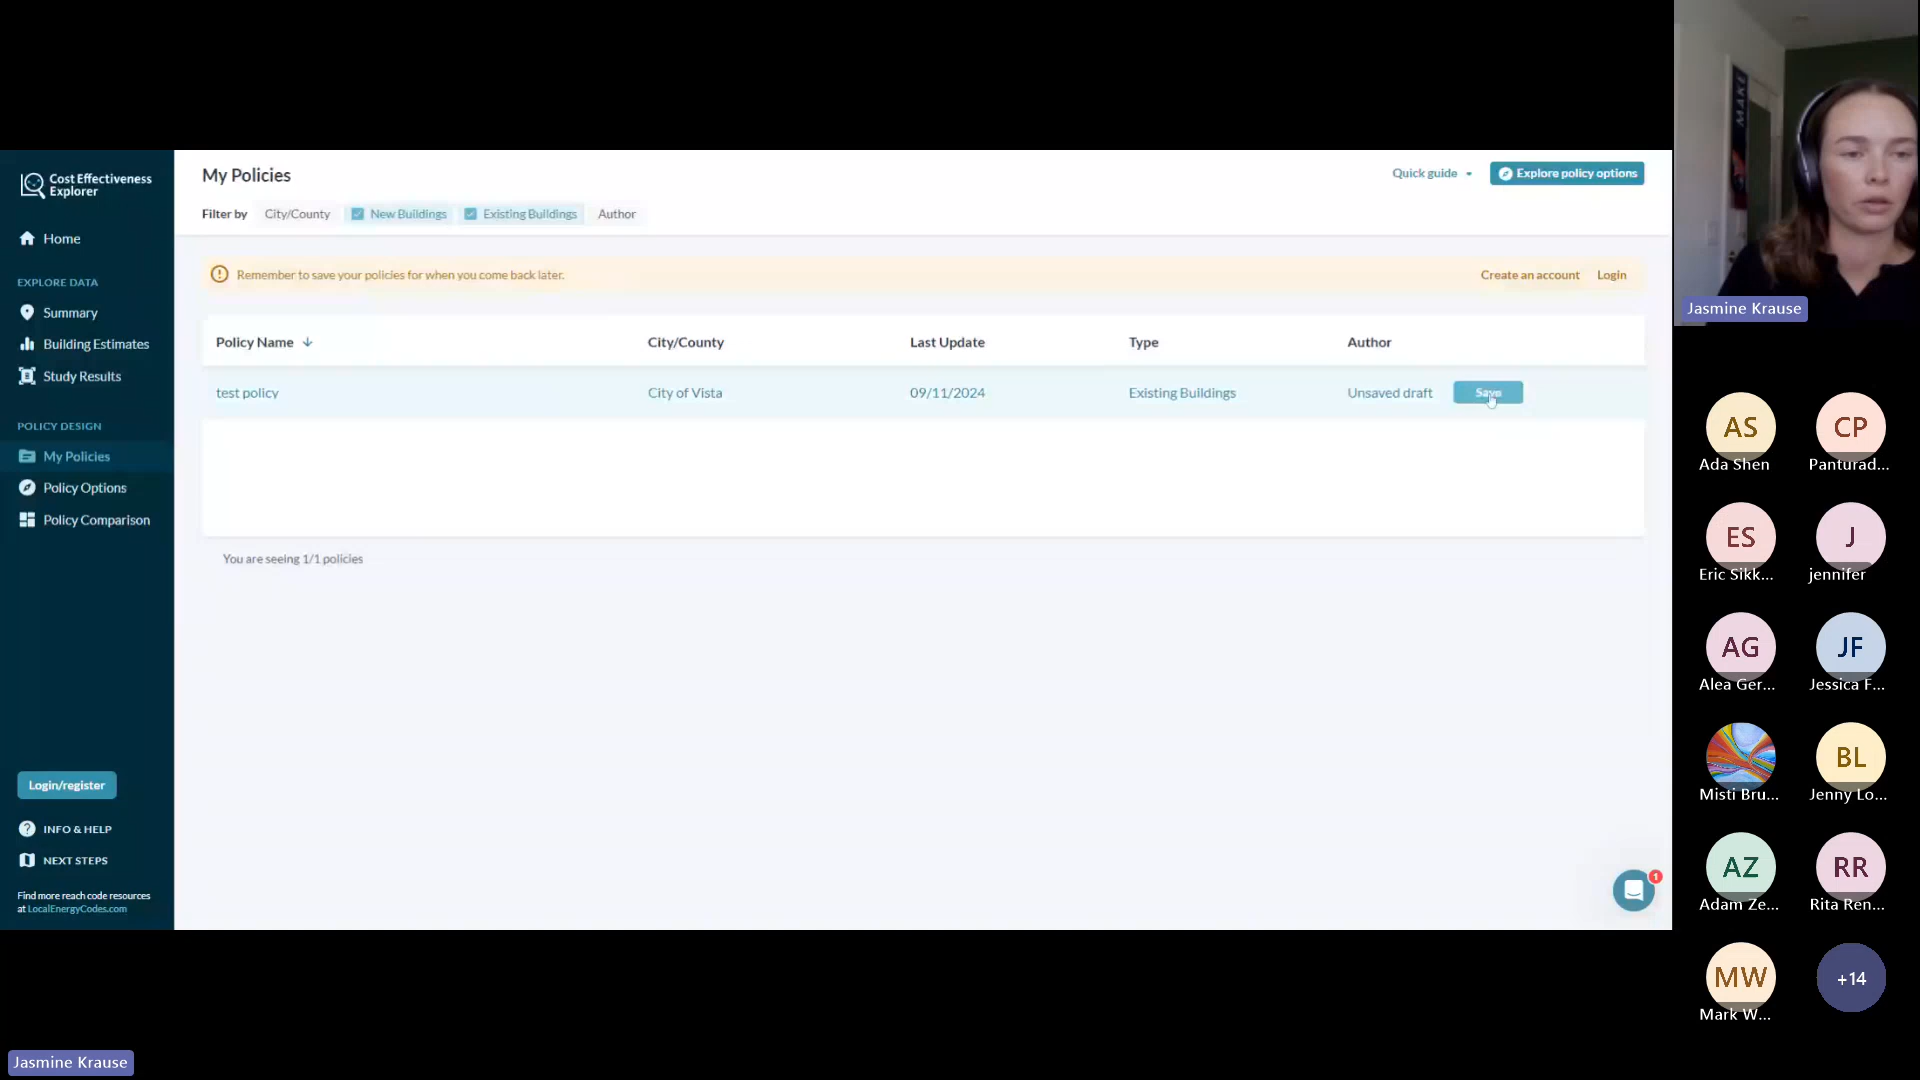 Cost Effectiveness
Explorer
Home
EXPLORE DATA
Summary
Building Estimates
Study Results
POLICY DESIGN
My Policies
Policy Options
Policy Comparison
Login/register
INFO & HELP
NEXT STEPS
Find more reach code resources
at LocalEnergyCodes.com
My Policies
Quick guide
Explore policy options
Filter by City/County New Buildings Existing Buildings Author
Remember to save your policies for when you come back later. Create an account Login
Policy Name City/County Last Update Type Author
test policy City of Vista 09/11/2024 Existing Buildings Unsaved draft Save
You are seeing 1/1 policies
1
MAKE
Jasmine Krause
AS
Ada Shen
CP
Panturad...
ES
Eric Sikk...
J
jennifer
AG
Alea Ger...
JF
Jessica F...
Misti Bru...
BL
Jenny Lo...
AZ
Adam Ze...
RR
Rita Ren...
MW
Mark W...
+14
Jasmine Krause